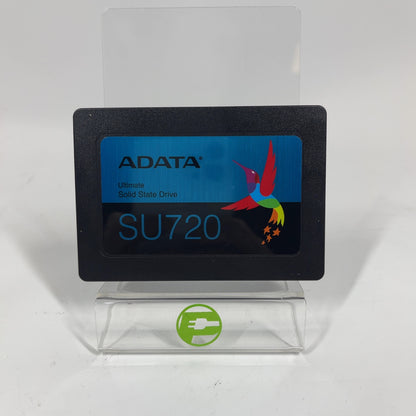 ADATA
Ultimate
Solid State Drive
SU720